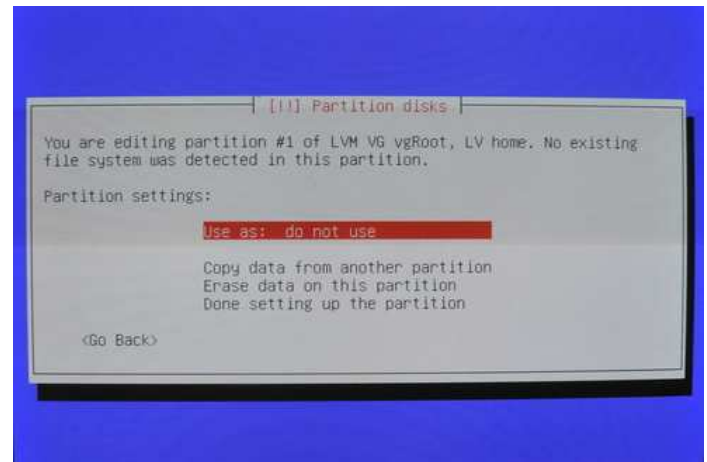 [!!] Partition disks
You are editing partition #1 of LVM VG vgRoot, LV home. No existing
file system was detected in this partition.
Partition settings:
Use as: do not use
Copy data from another partition
Erase data on this partition
Done setting up the partition
<Go Back>